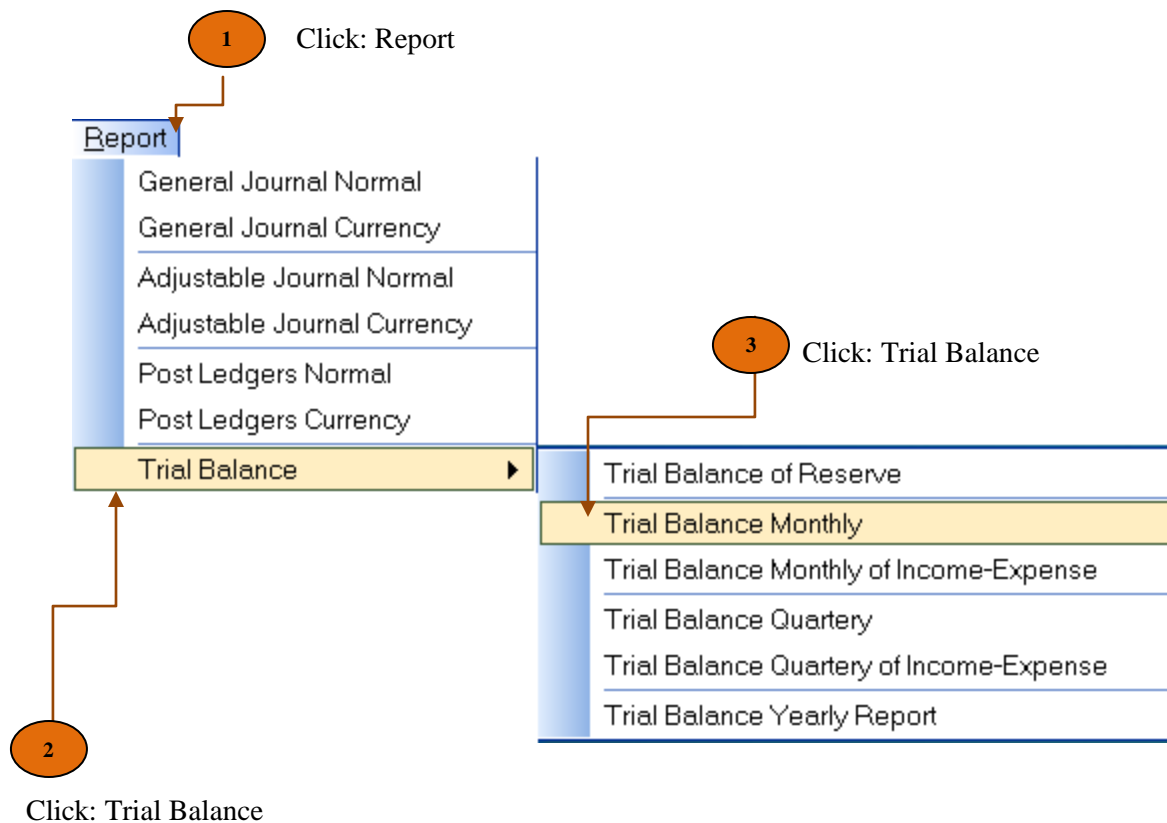 1
Click: Report
Report
General Journal Normal
General Journal Currency
Adjustable Journal Normal
Adjustable Journal Currency
Post Ledgers Normal
Post Ledgers Currency
Trial Balance
3
Click: Trial Balance
Trial Balance of Reserve
Trial Balance Monthly
Trial Balance Monthly of Income-Expense
Trial Balance Quartery
Trial Balance Quartery of Income-Expense
Trial Balance Yearly Report
2
Click: Trial Balance